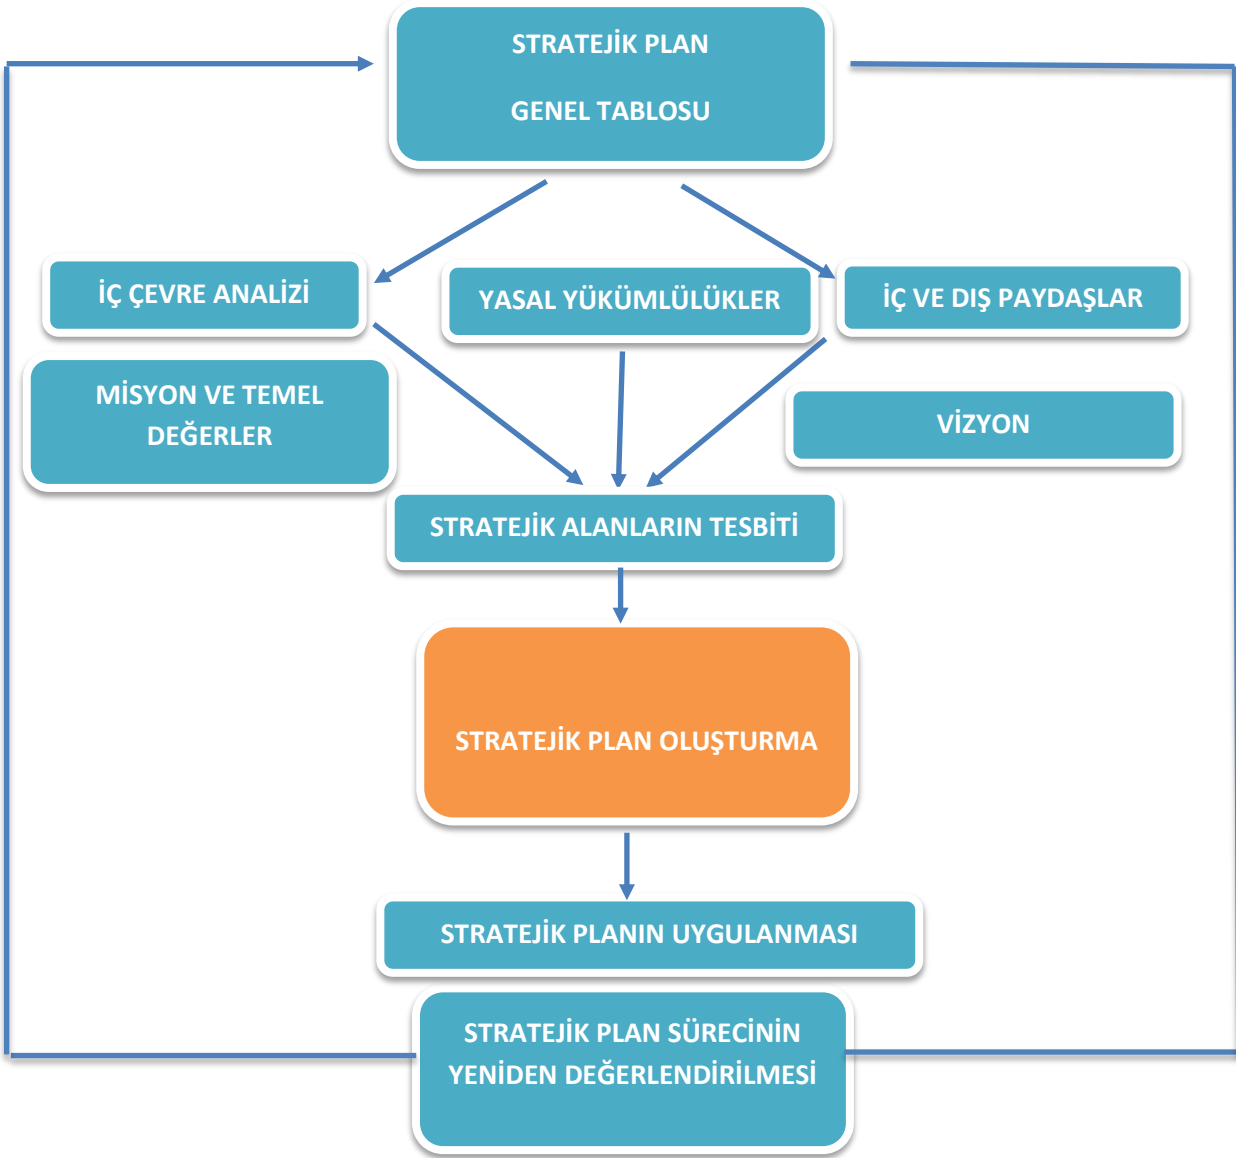 STRATEJİK PLAN
GENEL TABLOSU
İÇ ÇEVRE ANALİZİ
YASAL YÜKÜMLÜLÜKLER
İÇ VE DIŞ PAYDAŞLAR
MİSYON VE TEMEL
DEĞERLER
VİZYON
STRATEJİK ALANLARIN TESBİTİ
STRATEJİK PLAN OLUŞTURMA
STRATEJİK PLANIN UYGULANMASI
STRATEJİK PLAN SÜRECİNİN
YENİDEN DEĞERLENDİRİLMESİ